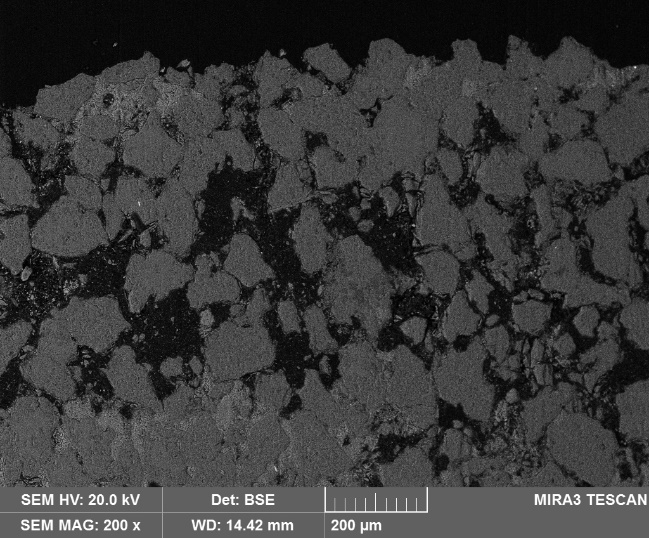 SEM HV: 20.0 kV Det: BSE MIRA3 TESCAN
SEM MAG: 200 x WD: 14.42 mm 200 µm